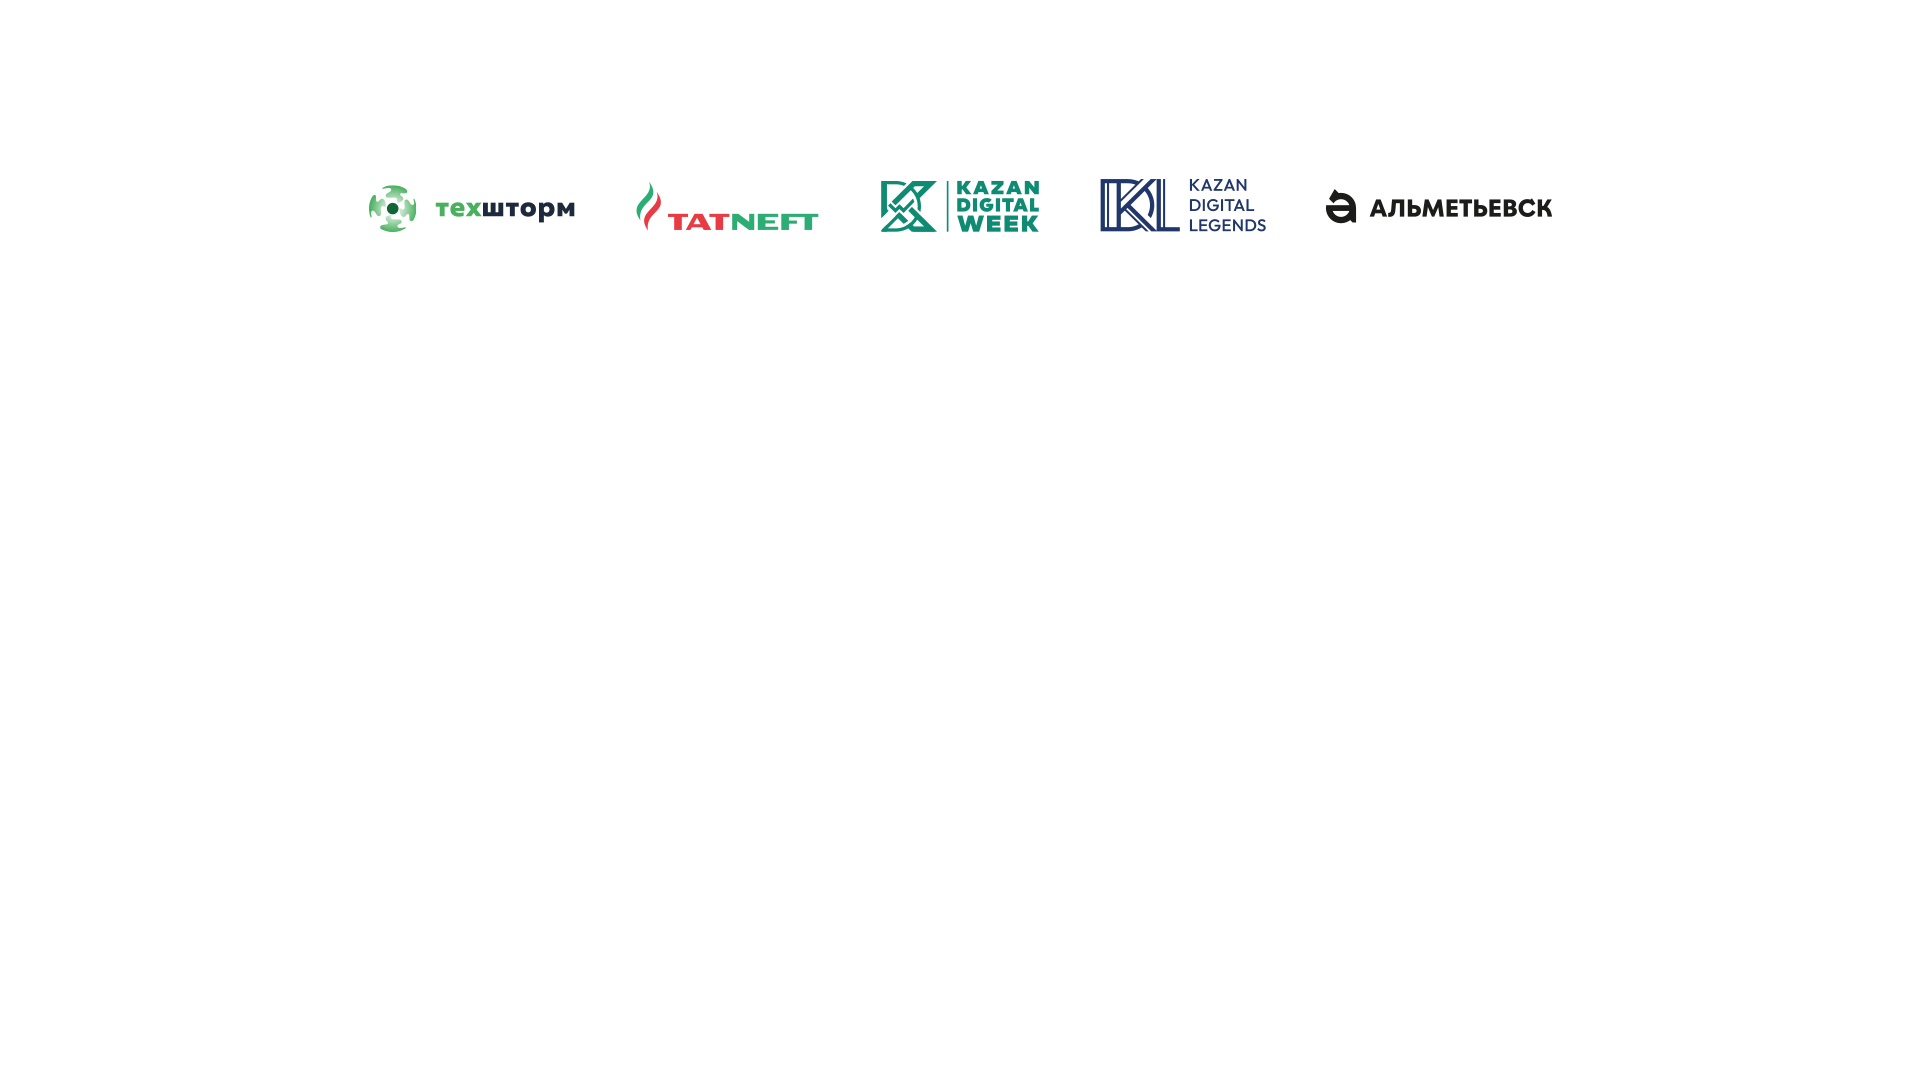 техшторм
TATNEFT
KAZAN
DIGITAL
WEEK
KAZAN
DIGITAL
LEGENDS
АЛЬМЕТЬЕВСК